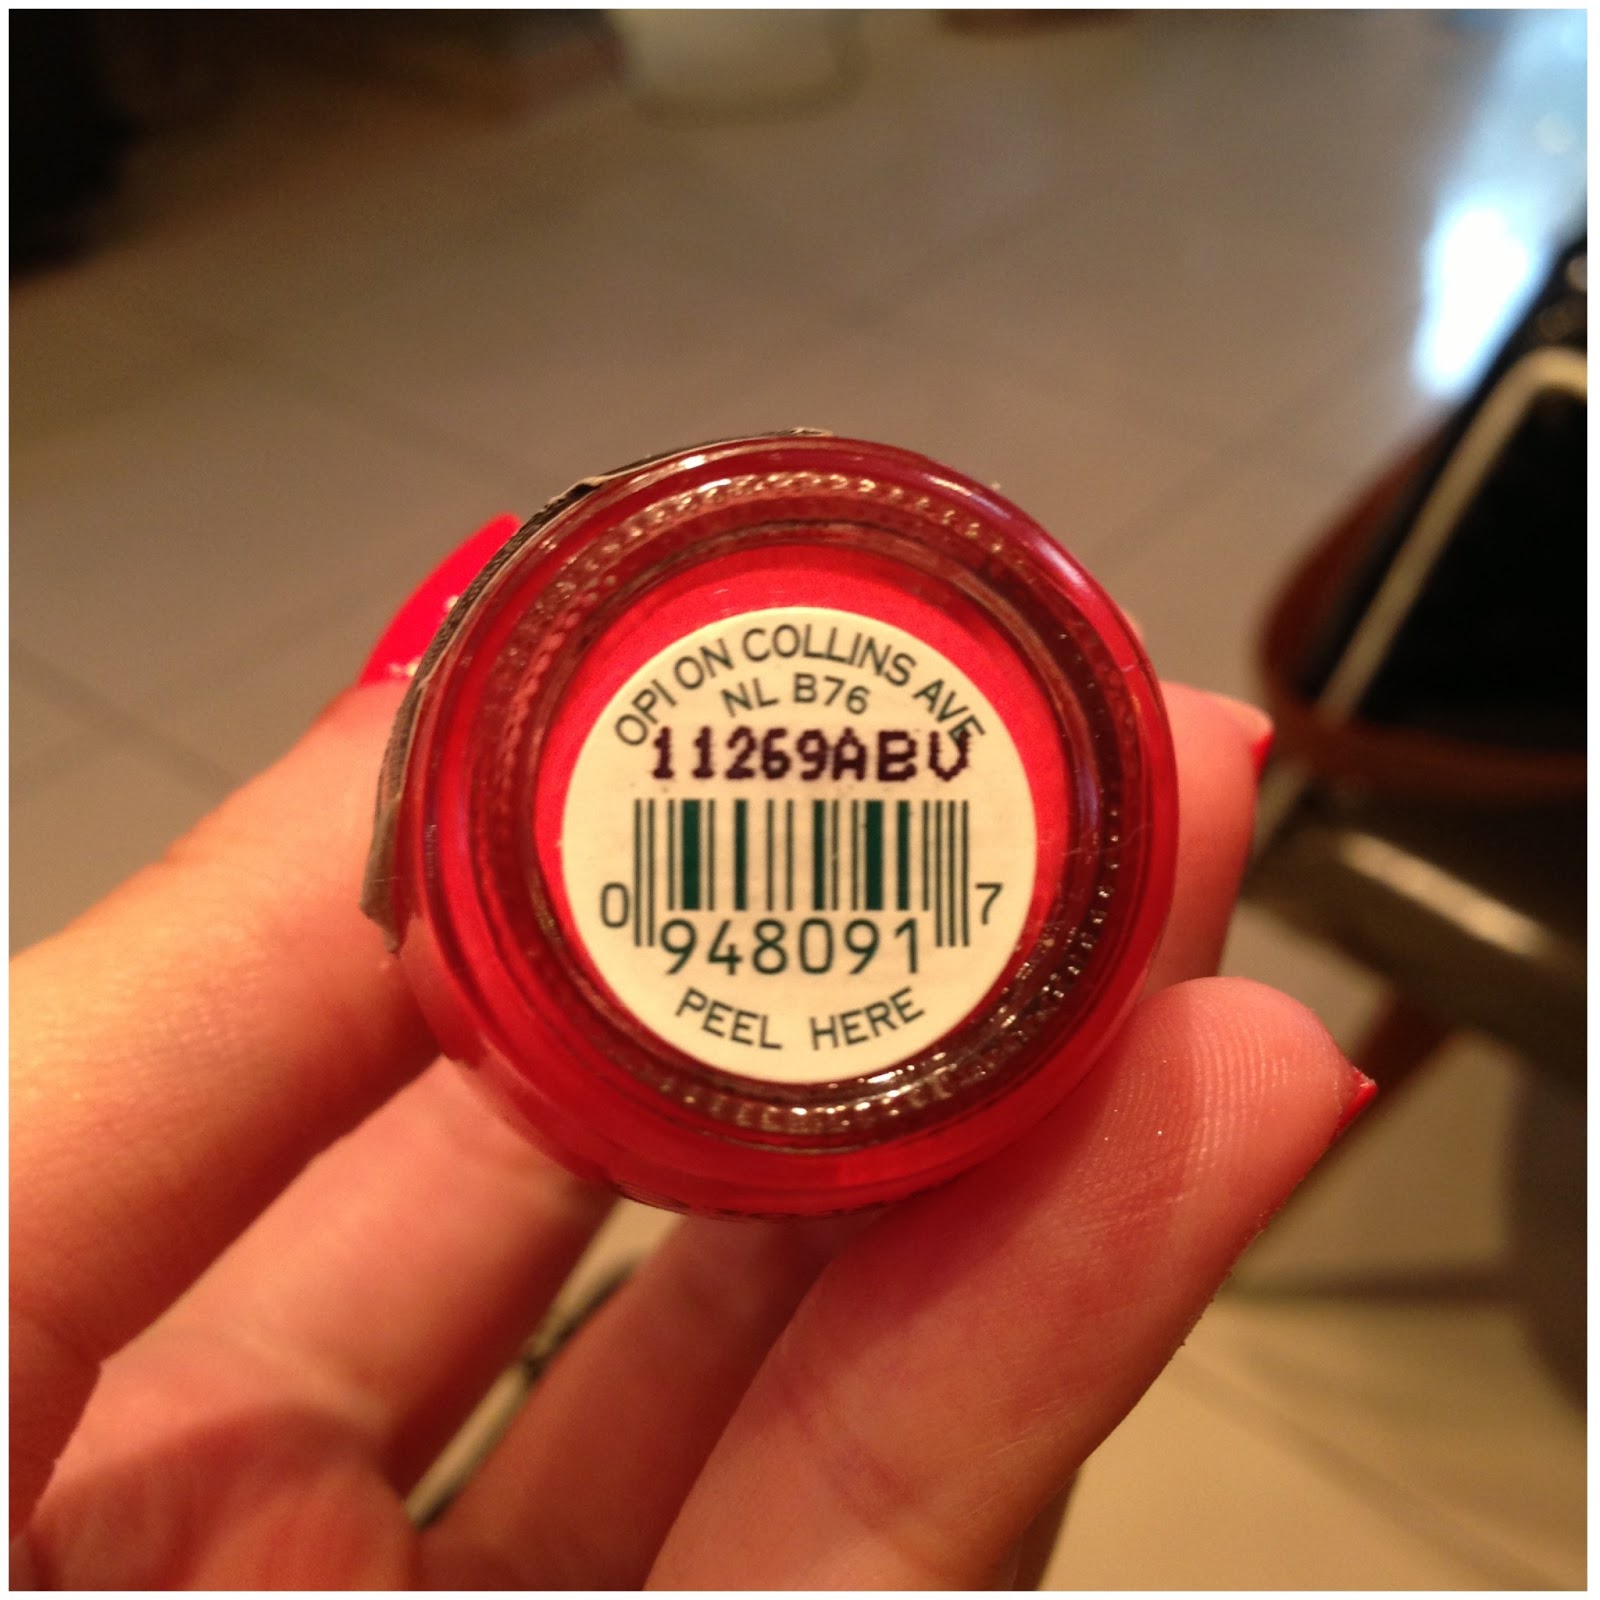 OPI ON COLLINS AVE
NL B76
11269ABV
0 948091 7
PEEL HERE